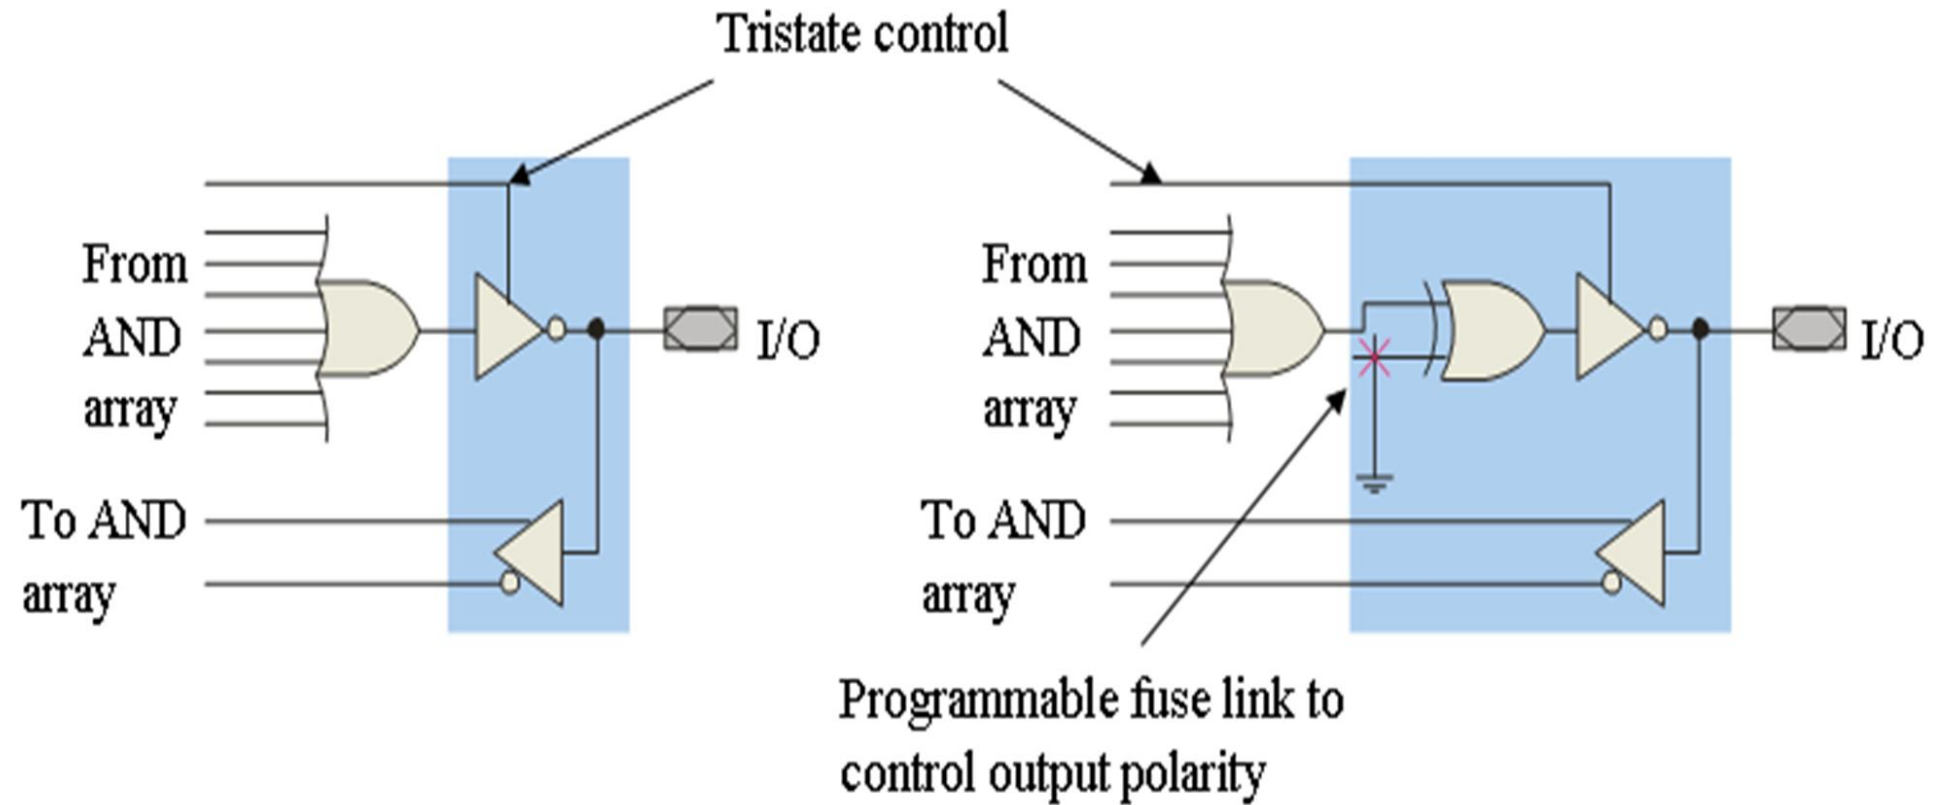 Tristate control
From
AND
array
I/O
To AND
array
From
AND
array
I/O
To AND
array
Programmable fuse link to
control output polarity